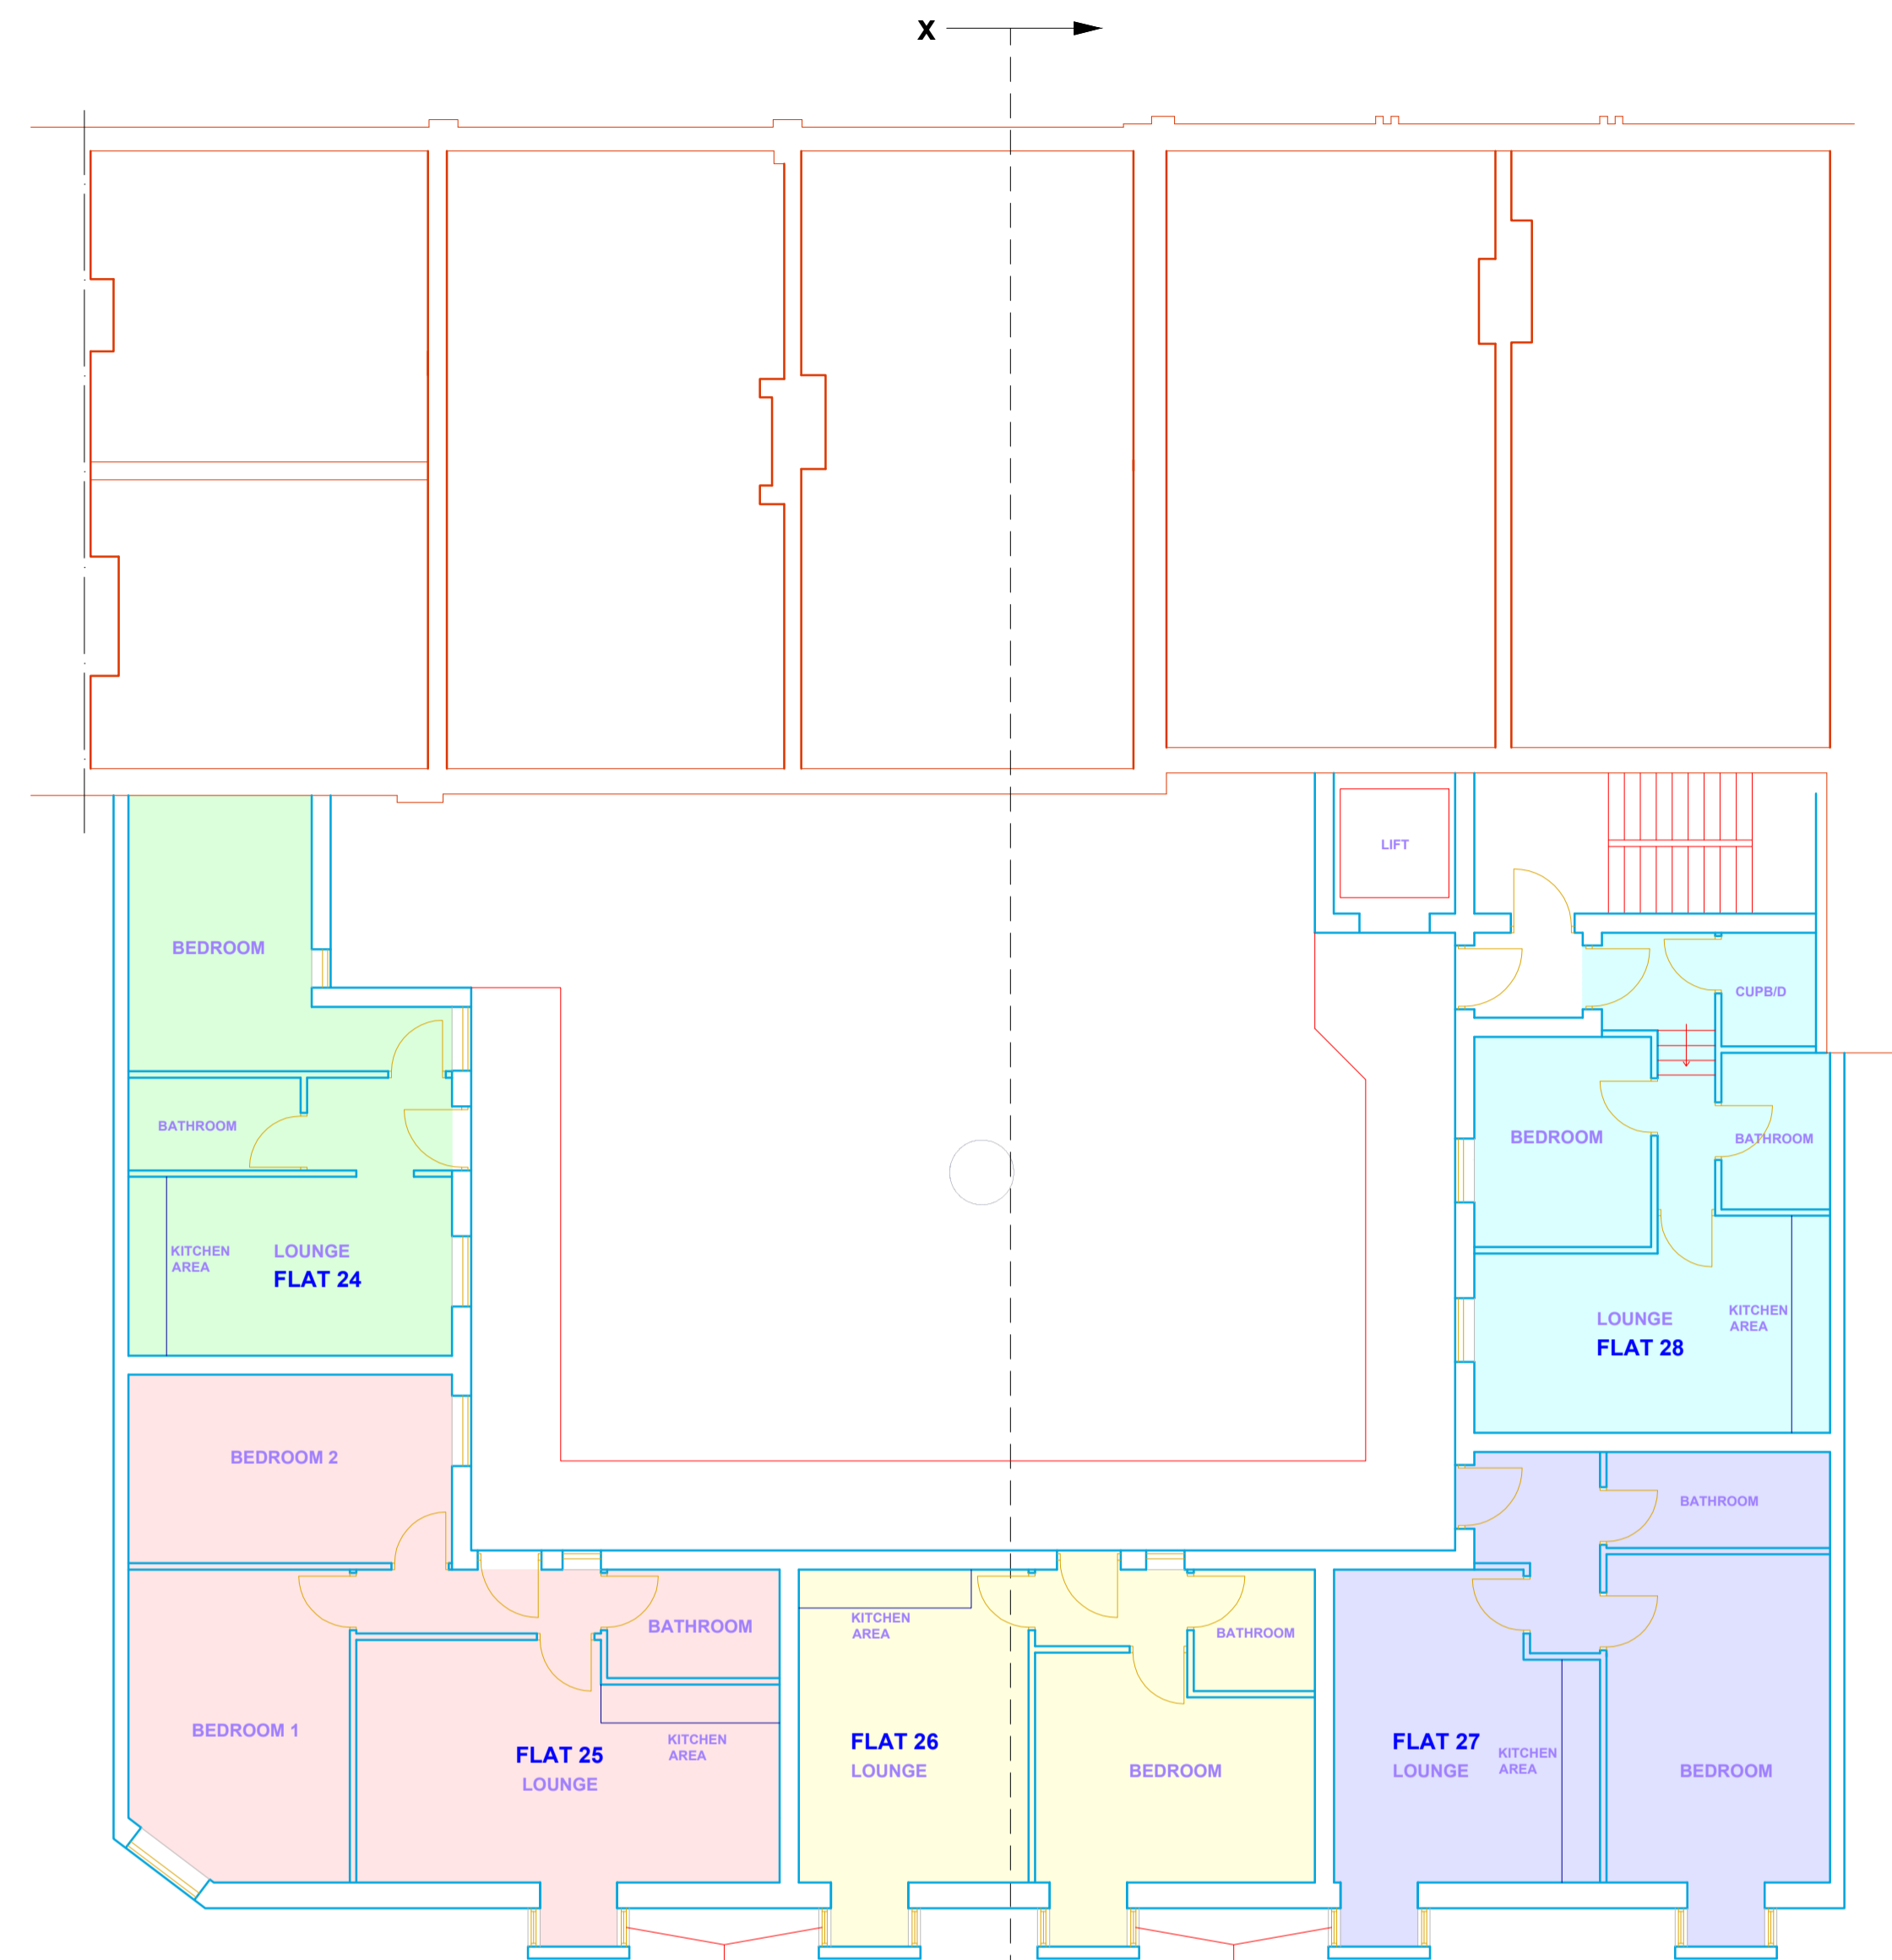 X
LIFT
BEDROOM
CUPB/D
BATHROOM
BEDROOM
BATHROOM
KITCHEN
AREA
LOUNGE
FLAT 24
LOUNGE
FLAT 28
KITCHEN
AREA
BEDROOM 2
BATHROOM
BATHROOM
KITCHEN
AREA
BATHROOM
BEDROOM 1
FLAT 25
LOUNGE
KITCHEN
AREA
FLAT 26
LOUNGE
BEDROOM
FLAT 27
LOUNGE
KITCHEN
AREA
BEDROOM